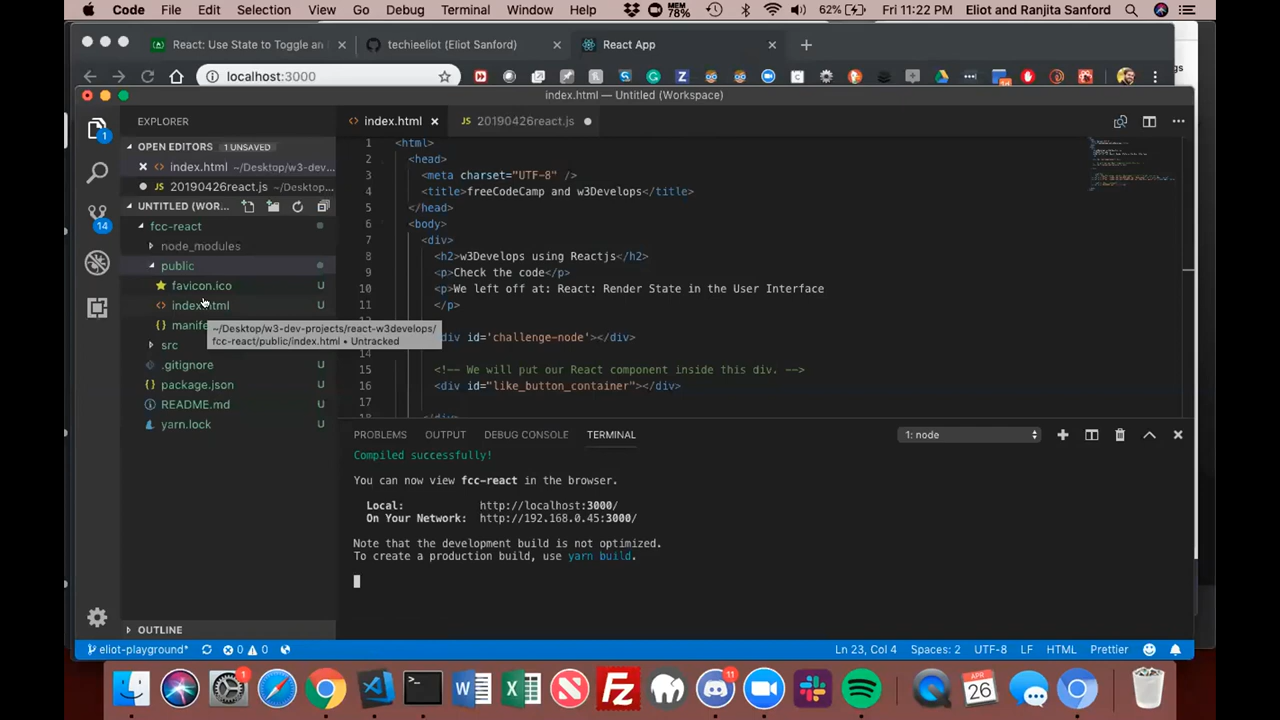 Code File Edit Selection View Go Debug Terminal Window Help MEM 78% 62% Fri 11:22 PM Eliot and Ranjita Sanford
React: Use State to Toggle an techieeliot (Eliot Sanford) React App
localhost:3000
index.html — Untitled (Workspace)
EXPLORER
index.html
20190426react.js
OPEN EDITORS 1 UNSAVED
index.html ~/Desktop/w3-dev...
20190426react.js ~/Desktop...
UNTITLED (WOR...
fcc-react
node_modules
public
favicon.ico U
index.html U
manife U
~/Desktop/w3-dev-projects/react-w3develops/
fcc-react/public/index.html • Untracked
src
.gitignore U
package.json U
README.md U
yarn.lock U
OUTLINE
1
14
1 <html>
2 <head>
3 <meta charset="UTF-8" />
4 <title>freeCodeCamp and w3Develops</title>
5 </head>
6 <body>
7 <div>
8 <h2>w3Develops using Reactjs</h2>
9 <p>Check the code</p>
10 <p>We left off at: React: Render State in the User Interface
11 </p>
div id='challenge-node'></div>
14
15 <!-- We will put our React component inside this div. -->
16 <div id="like_button_container"></div>
17
PROBLEMS OUTPUT DEBUG CONSOLE TERMINAL 1: node
Compiled successfully!
You can now view fcc-react in the browser.
Local: http://localhost:3000/
On Your Network: http://192.168.0.45:3000/
Note that the development build is not optimized.
To create a production build, use yarn build.
eliot-playground* 0 0 Ln 23, Col 4 Spaces: 2 UTF-8 LF HTML Prettier
1 11 APR 26